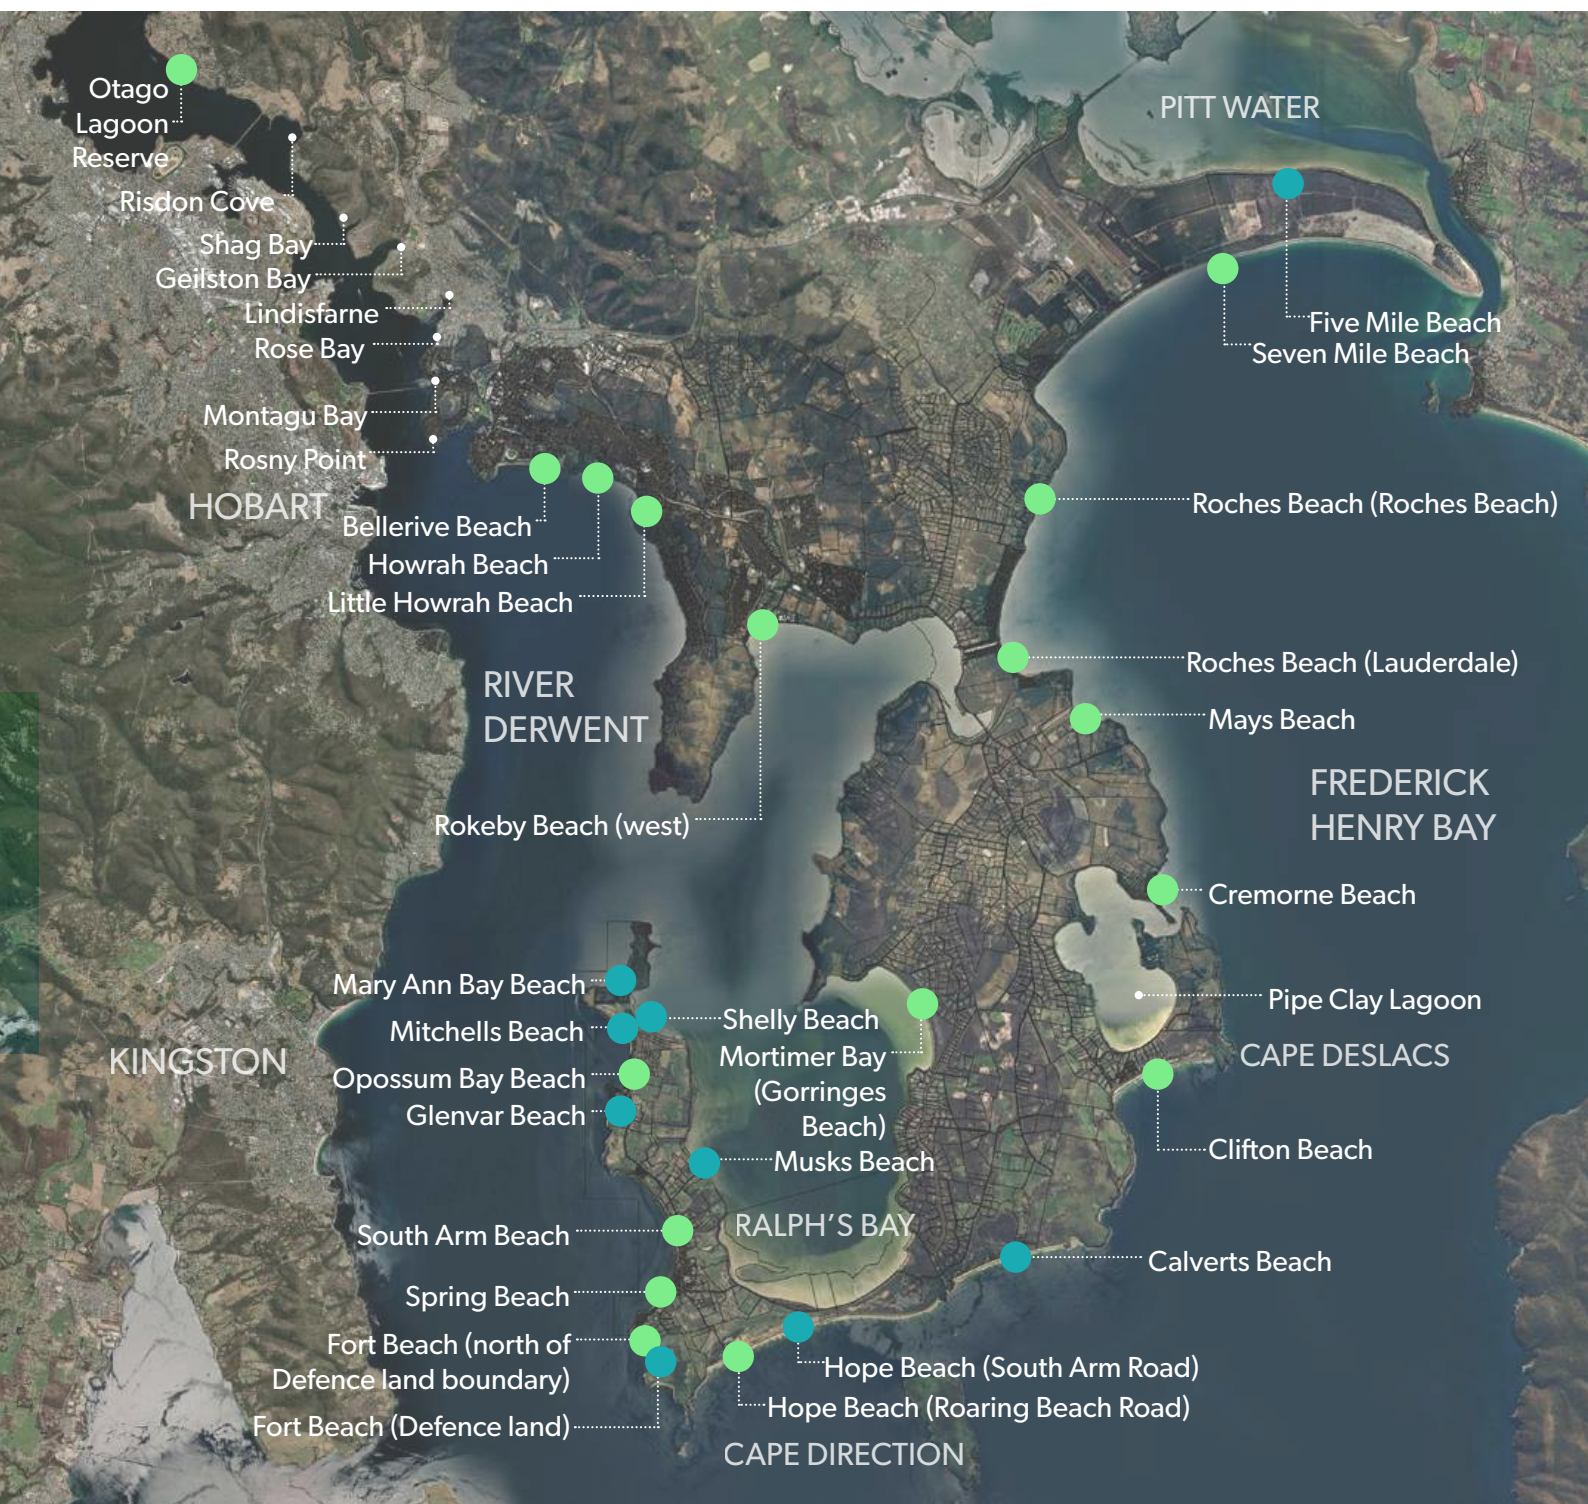 PITT WATER
Otago
Lagoon
Reserve
Risdon Cove
Shag Bay
Geilston Bay
Lindisfarne
Rose Bay
Montagu Bay
Rosny Point
HOBART
Bellerive Beach
Howrah Beach
Little Howrah Beach
Five Mile Beach
Seven Mile Beach
Roches Beach (Roches Beach)
Roches Beach (Lauderdale)
Mays Beach
RIVER
DERWENT
Rokeby Beach (west)
FREDERICK
HENRY BAY
Cremorne Beach
Pipe Clay Lagoon
CAPE DESLACS
Clifton Beach
Mary Ann Bay Beach
Mitchells Beach
Shelly Beach
Mortimer Bay
(Gorringes
Beach)
KINGSTON
Opossum Bay Beach
Glenvar Beach
Musks Beach
RALPH'S BAY
South Arm Beach
Calverts Beach
Spring Beach
Fort Beach (north of
Defence land boundary)
Fort Beach (Defence land)
Hope Beach (South Arm Road)
Hope Beach (Roaring Beach Road)
CAPE DIRECTION